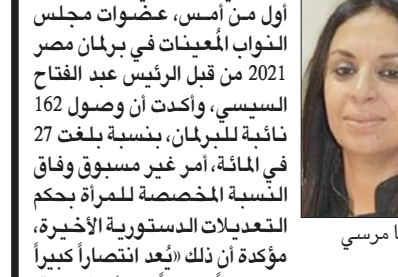 أول من أمس، عضوات مجلس
النواب المُعينات في برلمان مصر
2021 من قبل الرئيس عبد الفتاح
السيسي، وأكدت أن وصول 162
نائبة للبرلمان، بنسبة بلغت 27
في المائة، أمر غير مسبوق وفاق
النسبة المخصصة للمرأة بحكم
التعديلات الدستورية الأخيرة،
مؤكدة أن ذلك «يُعد انتصاراً كبيراً
ا مرسي